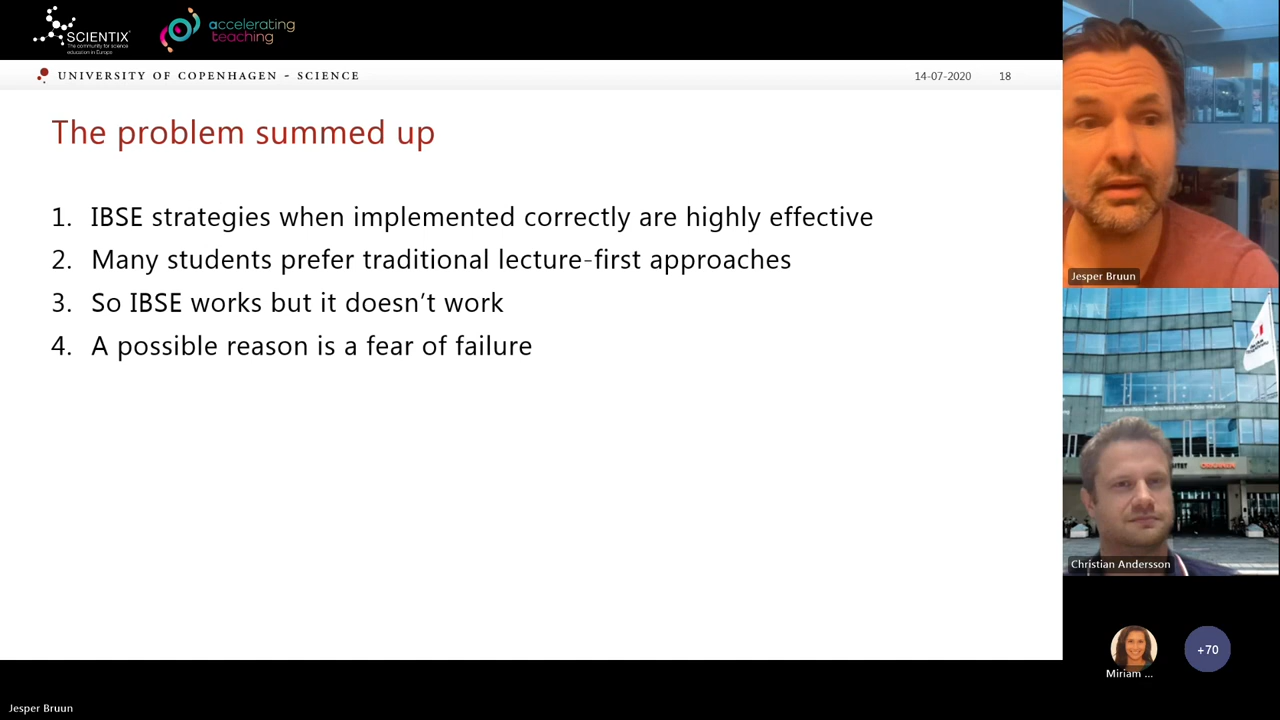 SCIENTIX
The community for science
education in Europe
accelerating
teaching
UNIVERSITY OF COPENHAGEN - SCIENCE
14-07-2020 18
The problem summed up
1. IBSE strategies when implemented correctly are highly effective
2. Many students prefer traditional lecture-first approaches
3. So IBSE works but it doesn't work
4. A possible reason is a fear of failure
Jesper Bruun
ORKANEN
Christian Andersson
+70
Miriam ...
Jesper Bruun